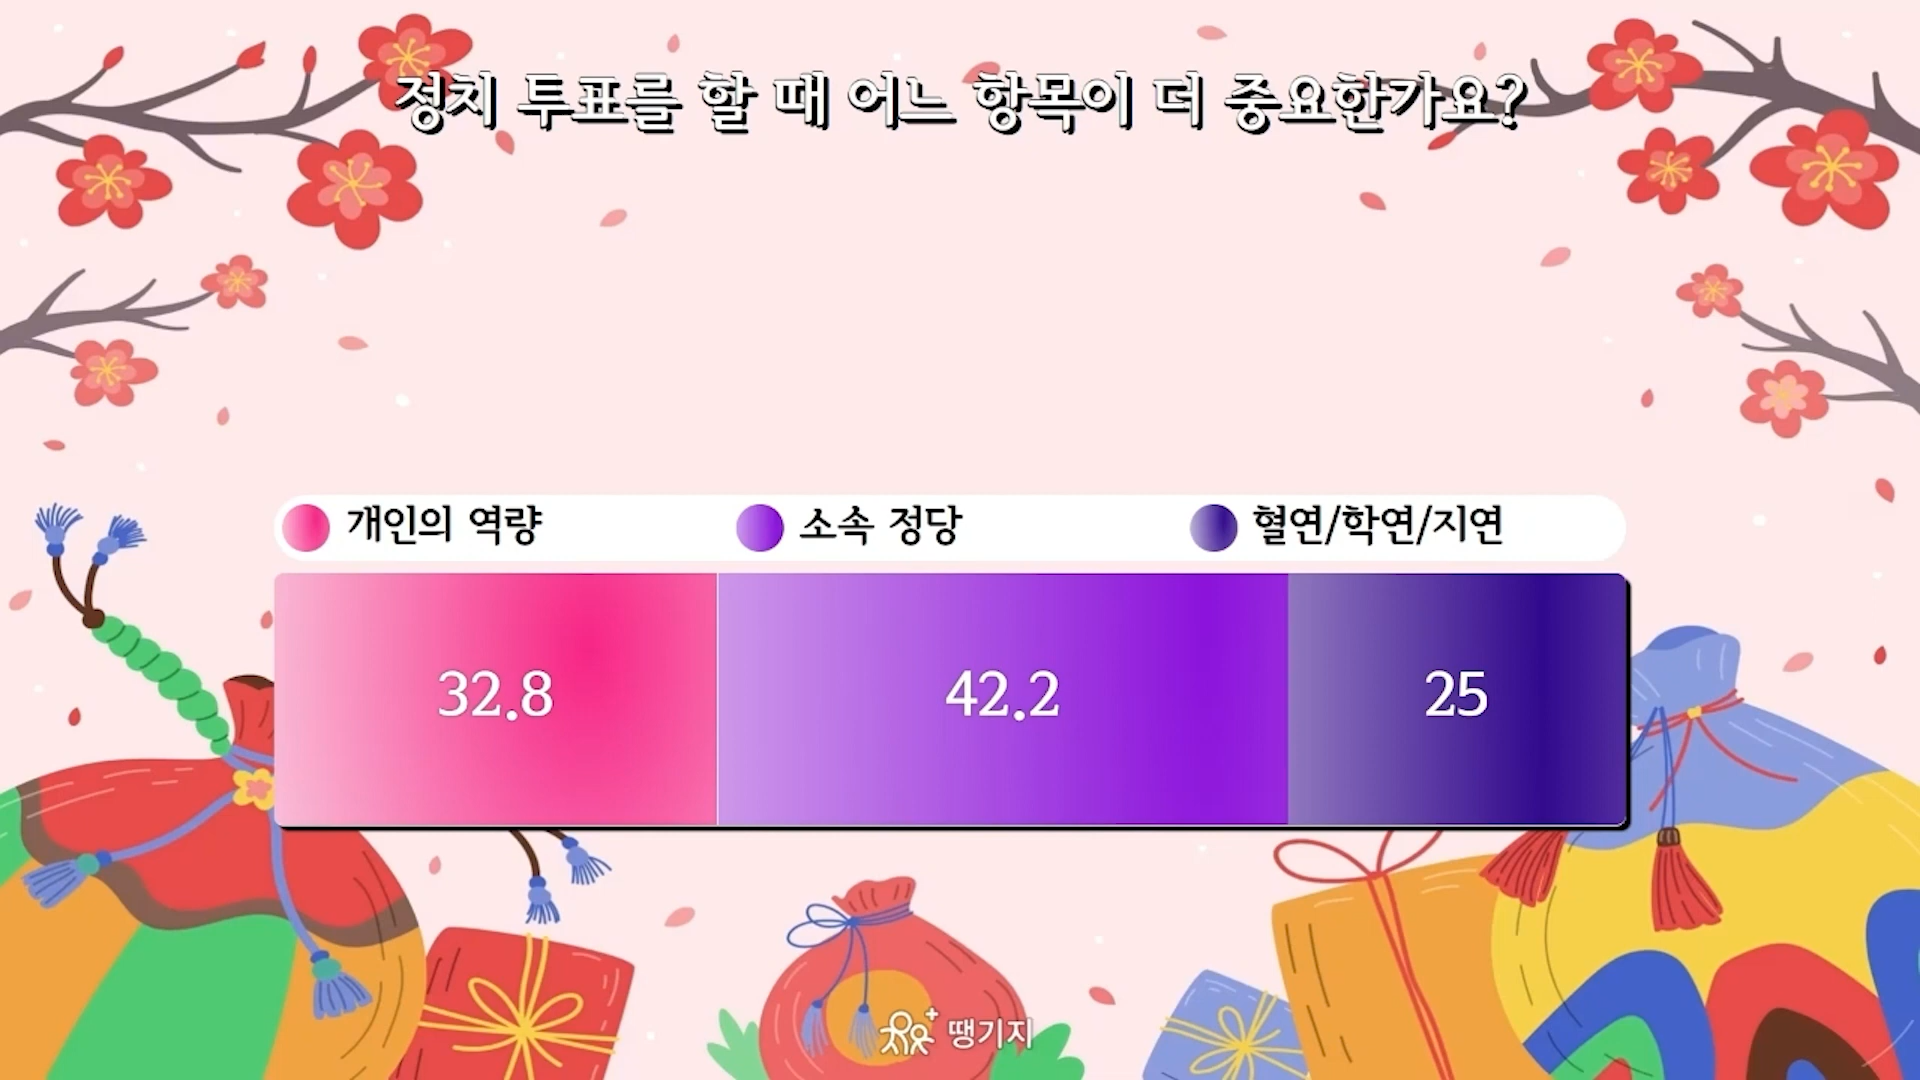 정치 투표를 할 때 어느 항목이 더 중요한가요?
개인의 역량 소속 정당 혈연/학연/지연
32.8 42.2 25
땡기지